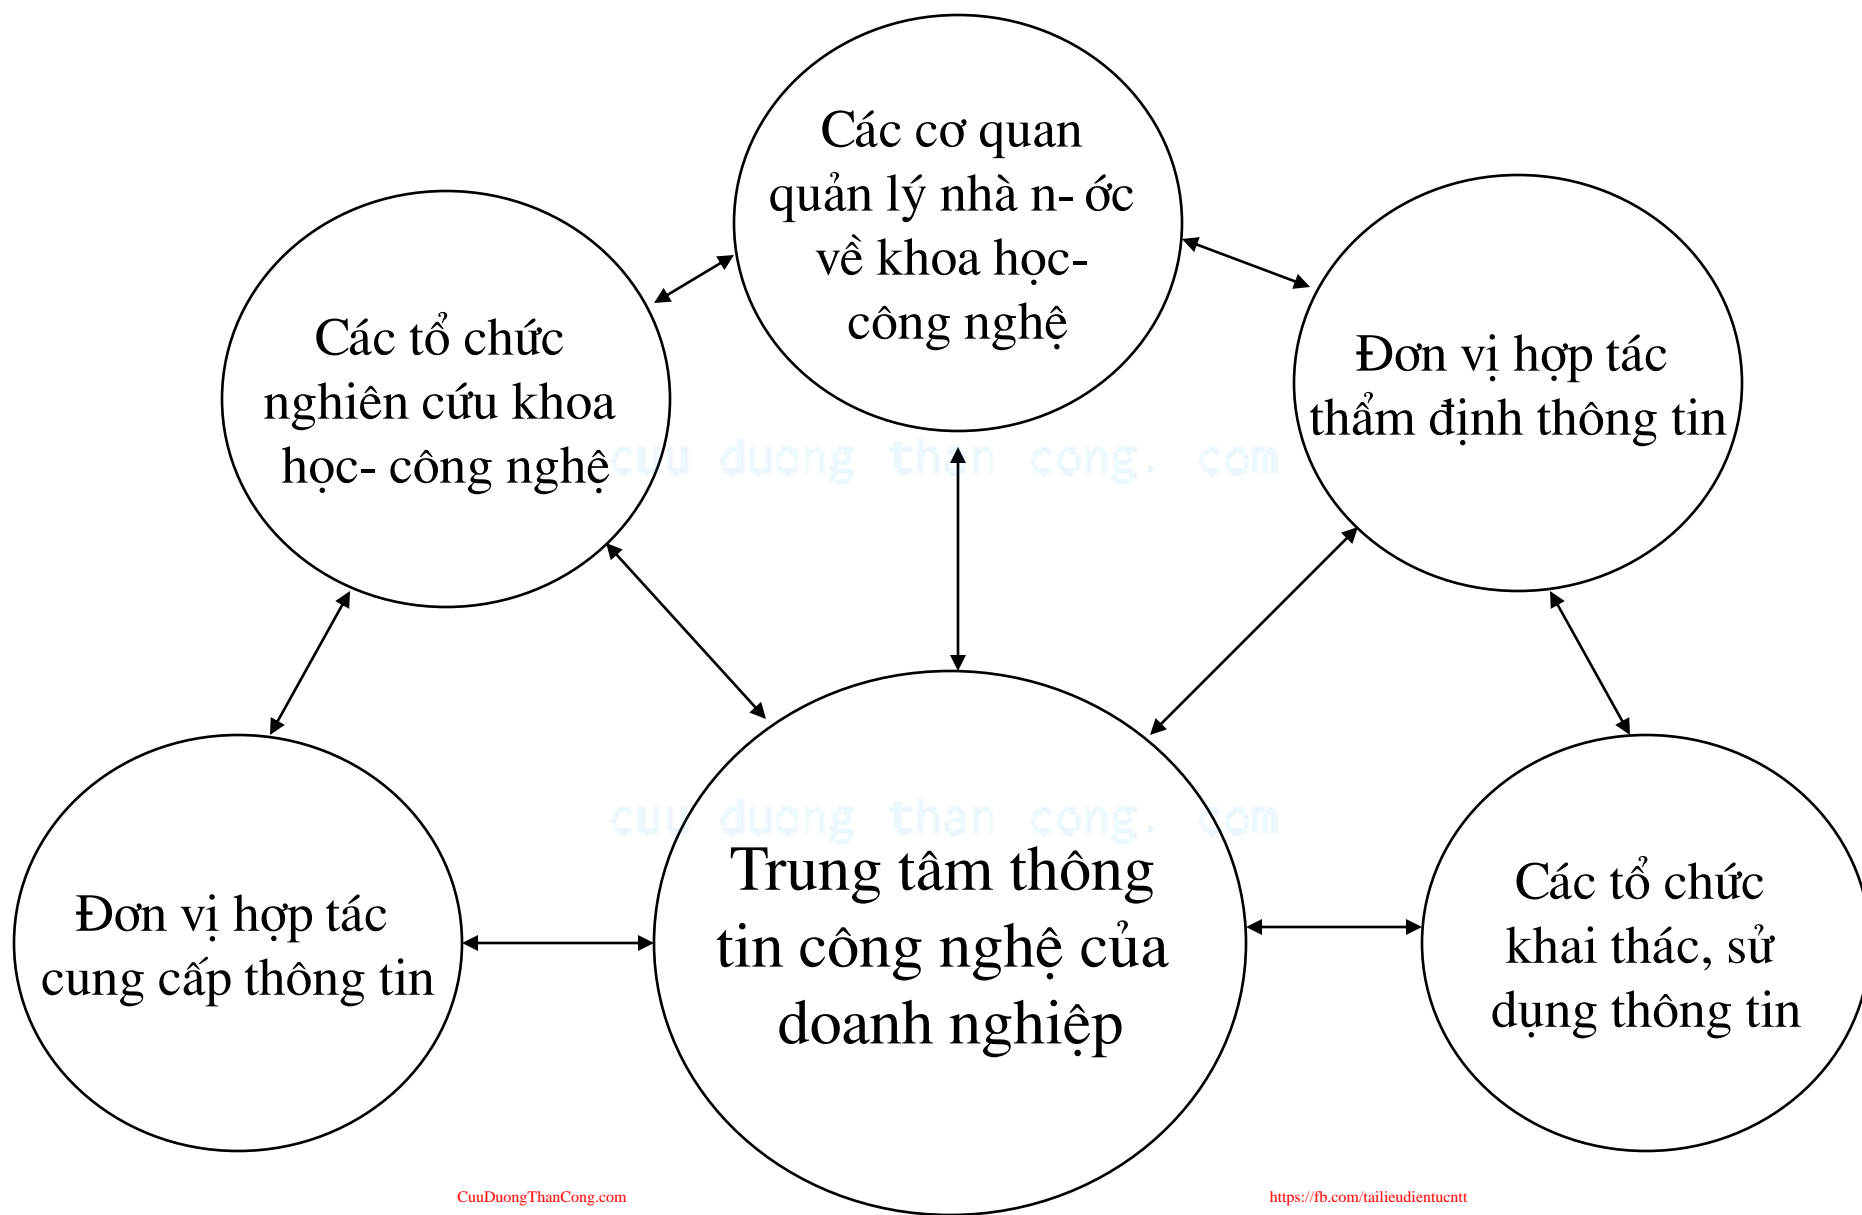 Các cơ quan
quản lý nhà n- ớc
về khoa học-
công nghệ
Các tổ chức
nghiên cứu khoa
học- công nghệ
Đơn vị hợp tác
thẩm định thông tin
cuu duong than cong. com
cuu duong than cong. com
Trung tâm thông
tin công nghệ của
doanh nghiệp
Đơn vị hợp tác
cung cấp thông tin
Các tổ chức
khai thác, sử
dụng thông tin
CuuDuongThanCong.com
https://fb.com/tailieudientucntt